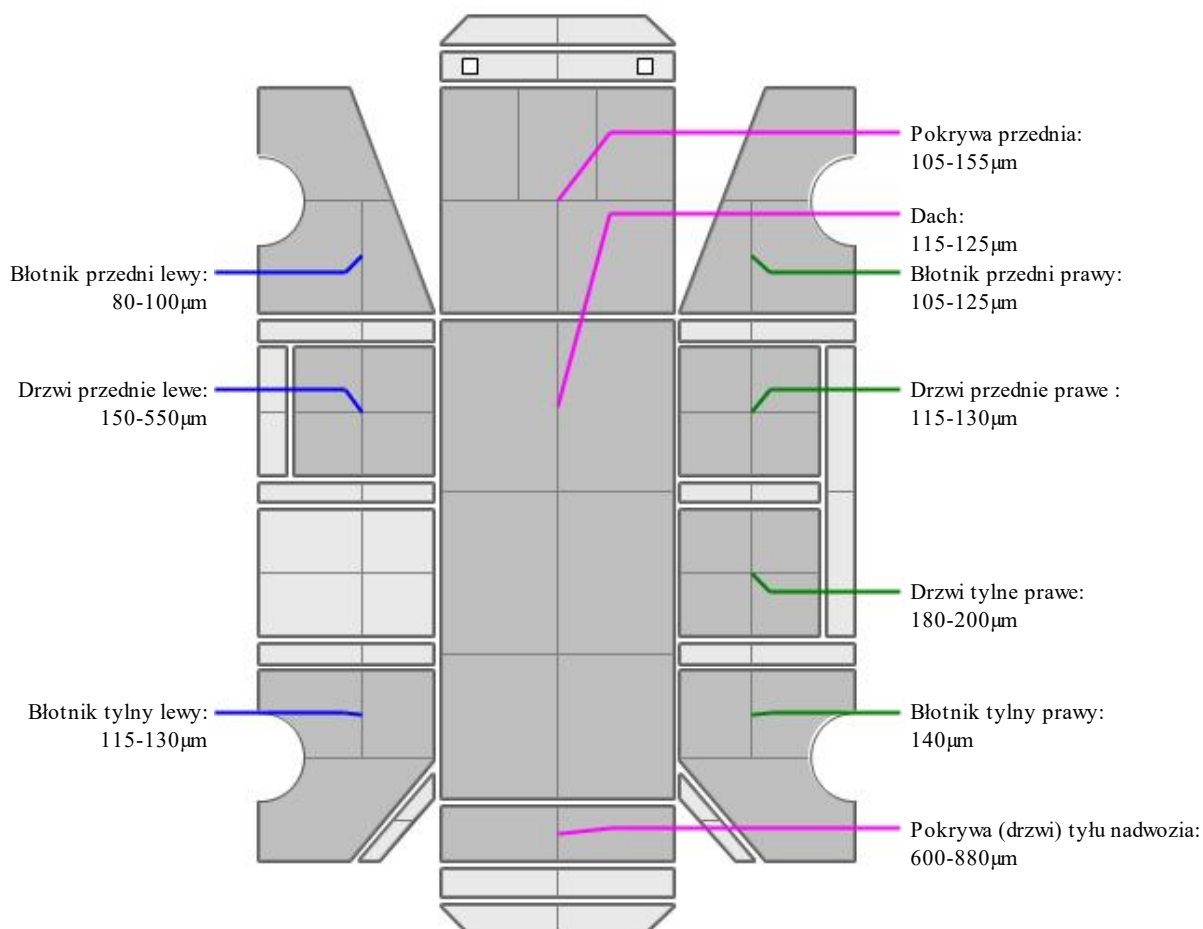 Pokrywa przednia:
105-155μm
Dach:
115-125μm
Błotnik przedni lewy:
80-100μm
Błotnik przedni prawy:
105-125μm
Drzwi przednie lewe:
150-550μm
Drzwi przednie prawe :
115-130μm
Drzwi tylne prawe:
180-200μm
Błotnik tylny lewy:
115-130μm
Błotnik tylny prawy:
140μm
Pokrywa (drzwi) tyłu nadwozia:
600-880μm